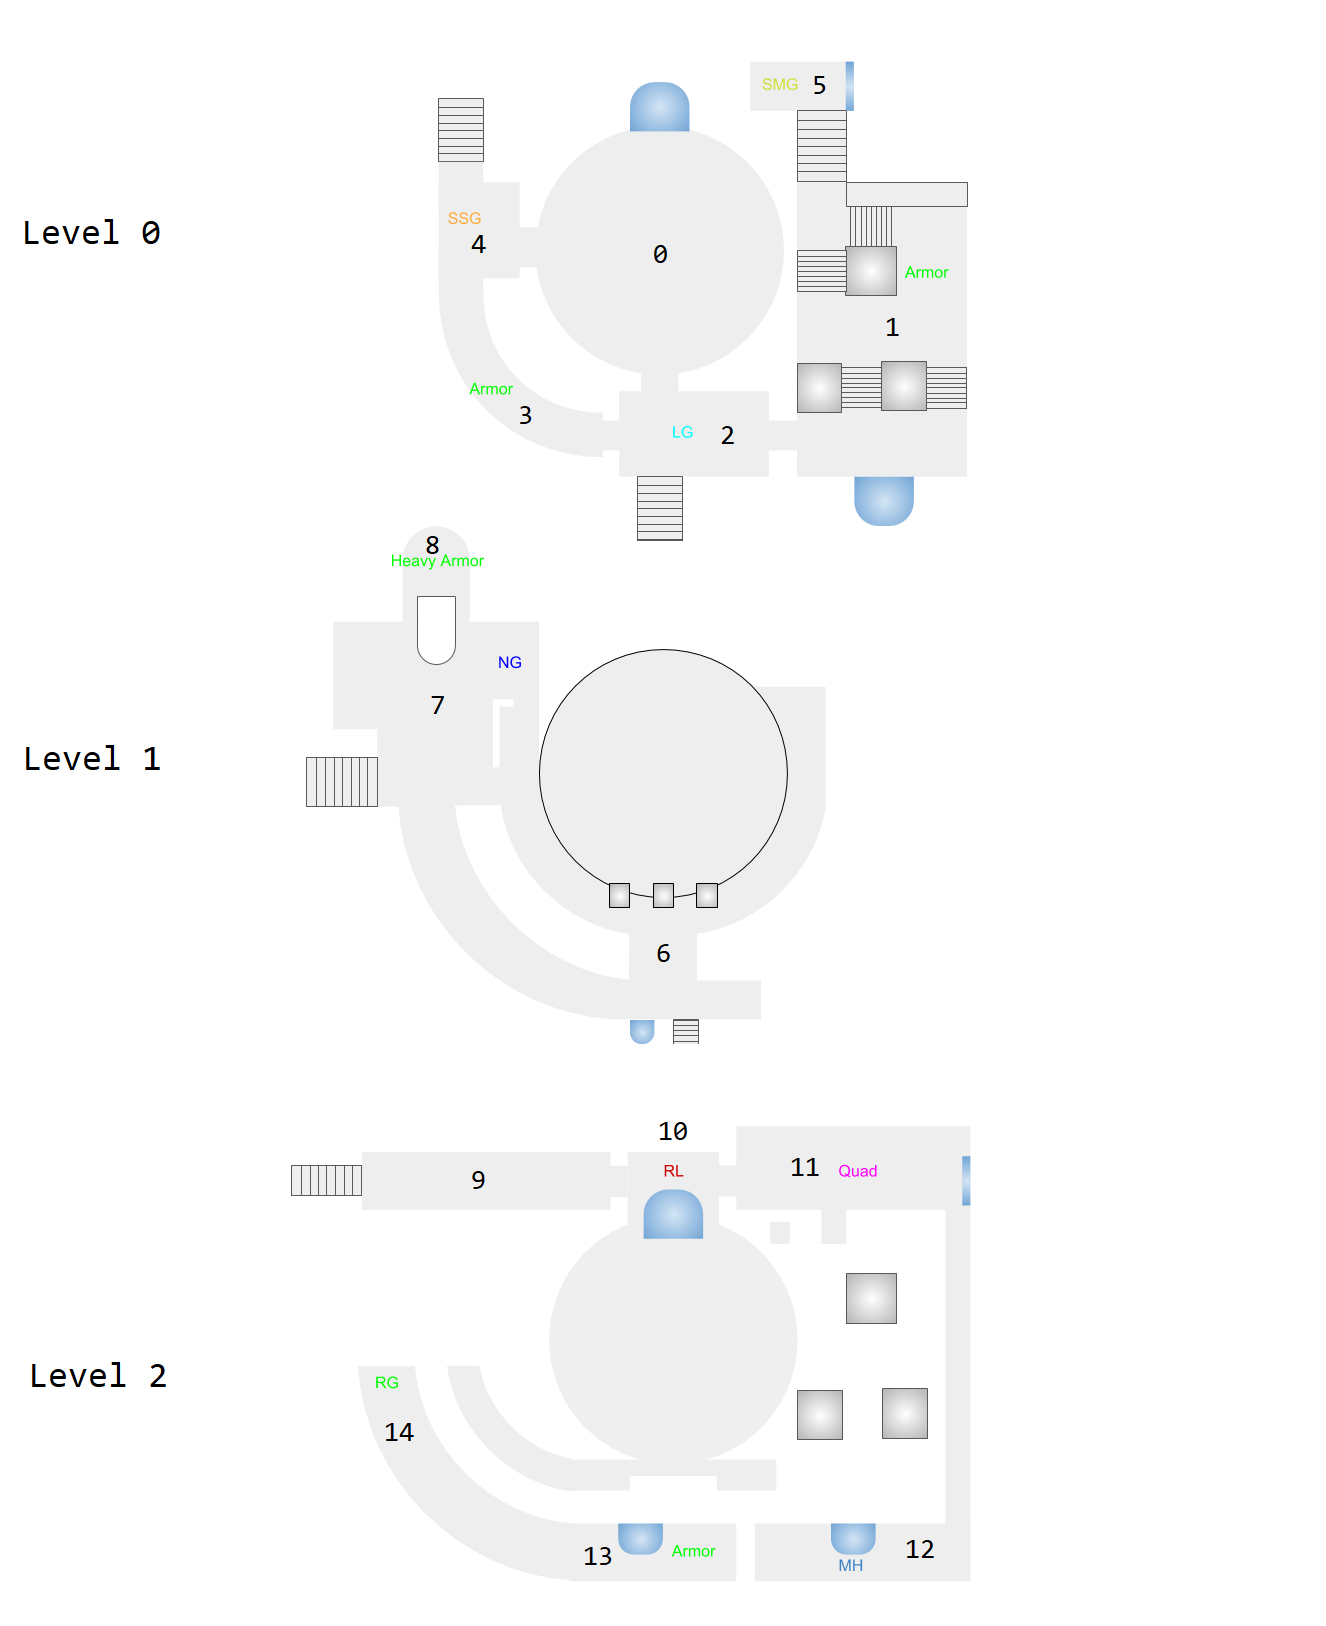 SMG 5
Level 0
SSG
4
0
Armor
1
Armor
3
LG 2
8
Heavy Armor
NG
7
Level 1
6
10
11 Quad
RL
9
Level 2
RG
14
13 Armor
12
MH